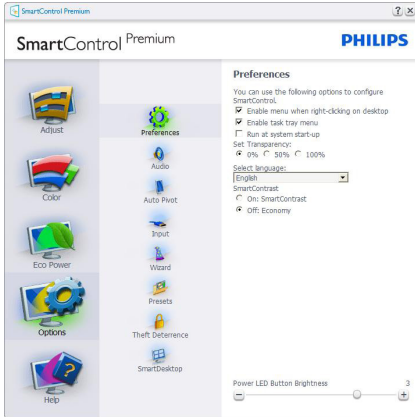 SmartControl Premium
SmartControl Premium
PHILIPS
Adjust
Color
Eco Power
Options
Help
Preferences
Audio
Auto Pivot
Input
Wizard
Presets
Theft Deterrence
SmartDesktop
Preferences
You can use the following options to configure
SmartControl.
Enable menu when right-clicking on desktop
Enable task tray menu
Run at system start-up
Set Transparency:
0% 50% 100%
Select language:
English
SmartContrast
On: SmartContrast
Off: Economy
Power LED Button Brightness 3